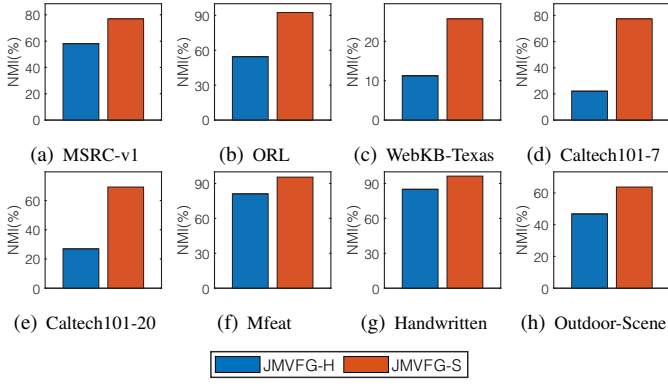 NMI(%)
80
60
40
20
0
(a) MSRC-v1
NMI(%)
90
60
30
0
(b) ORL
NMI(%)
20
10
0
(c) WebKB-Texas
NMI(%)
80
60
40
20
0
(d) Caltech101-7
NMI(%)
60
40
20
0
(e) Caltech101-20
NMI(%)
90
60
30
0
(f) Mfeat
NMI(%)
90
60
30
0
(g) Handwritten
NMI(%)
60
40
20
0
(h) Outdoor-Scene
JMVFG-H JMVFG-S